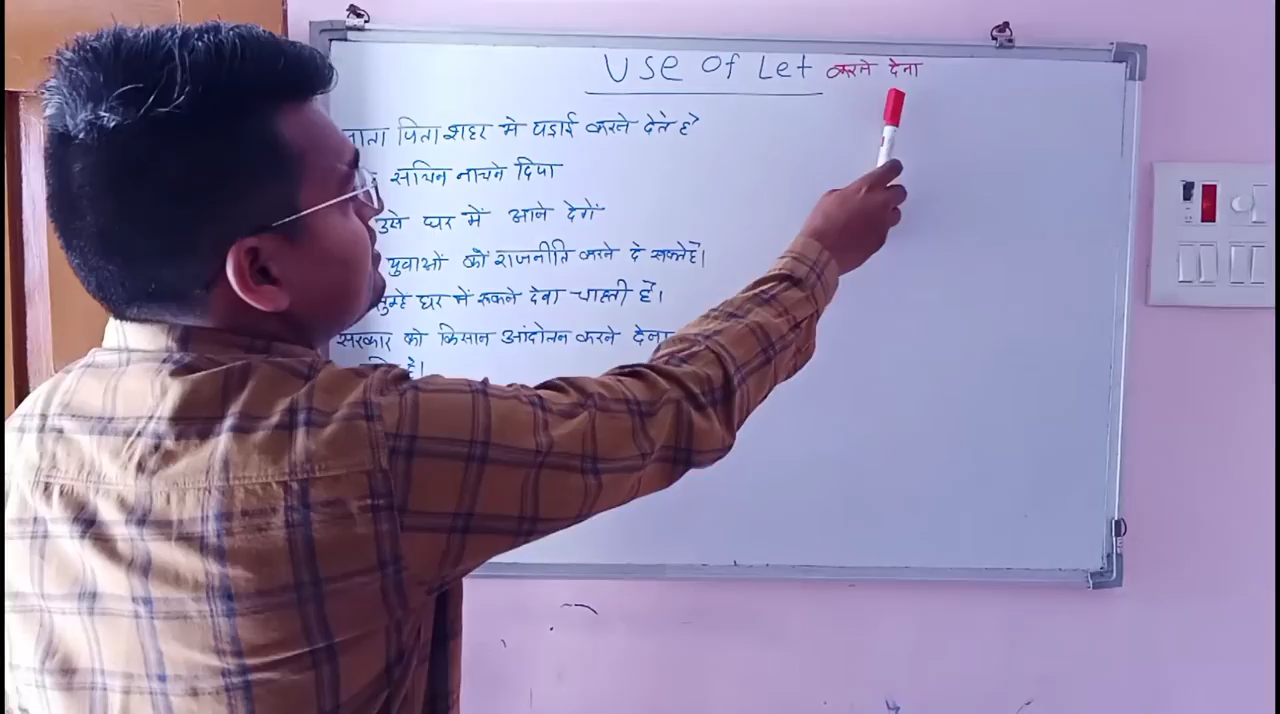 Use of Let करने देना
माता पिता शहर मे पढाई करने देते है
सचिन नाचने दिया
उसे घर में आने देगें
युवाओं को राजनीति करने दे सकते है।
तुम्हे घर में रूकने देना चाहती है।
सरकार को किसान आंदोलन करने देना
है।